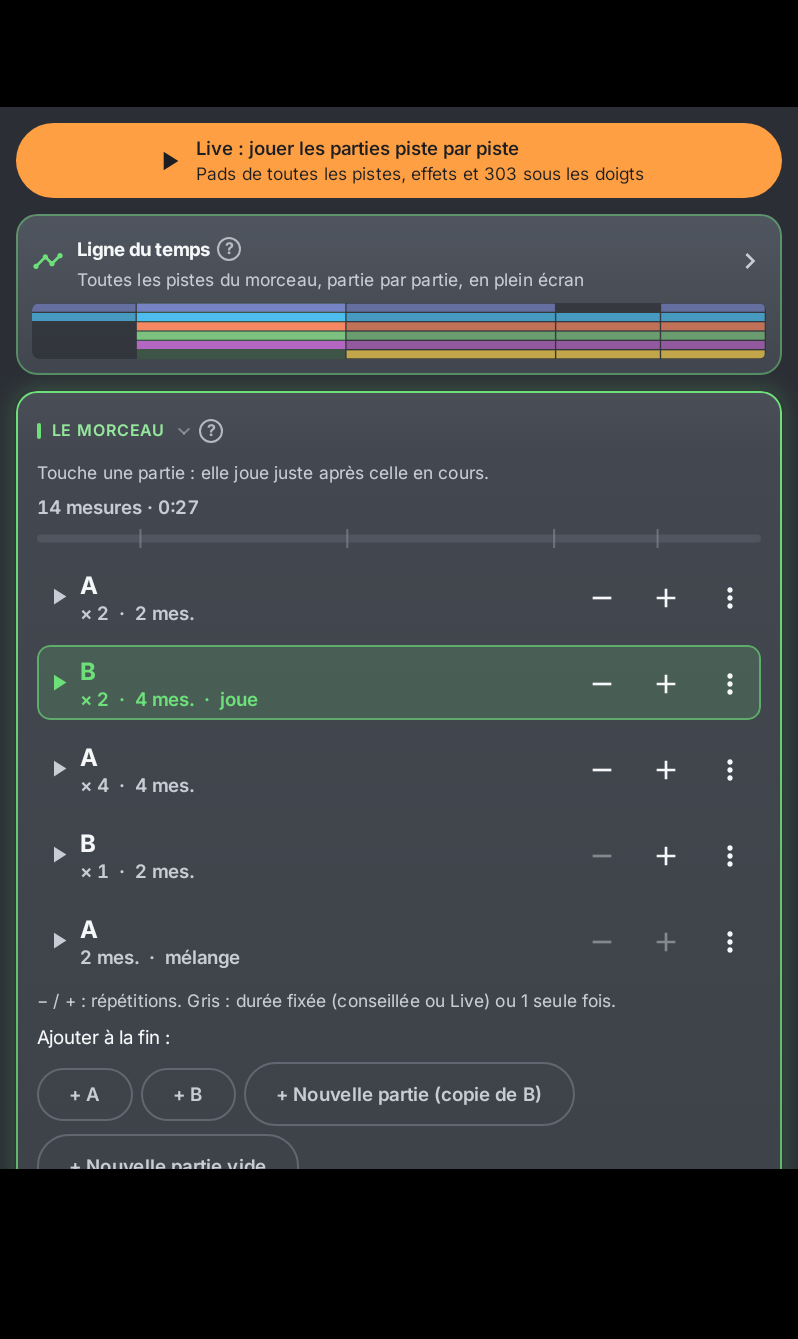 Live : jouer les parties piste par piste
Pads de toutes les pistes, effets et 303 sous les doigts
Ligne du temps ?
Toutes les pistes du morceau, partie par partie, en plein écran
LE MORCEAU ?
Touche une partie : elle joue juste après celle en cours.
14 mesures · 0:27
A
× 2 · 2 mes.
B
× 2 · 4 mes. · joue
A
× 4 · 4 mes.
B
× 1 · 2 mes.
A
2 mes. · mélange
− / + : répétitions. Gris : durée fixée (conseillée ou Live) ou 1 seule fois.
Ajouter à la fin :
+ A + B + Nouvelle partie (copie de B)
+ Nouvelle partie vide